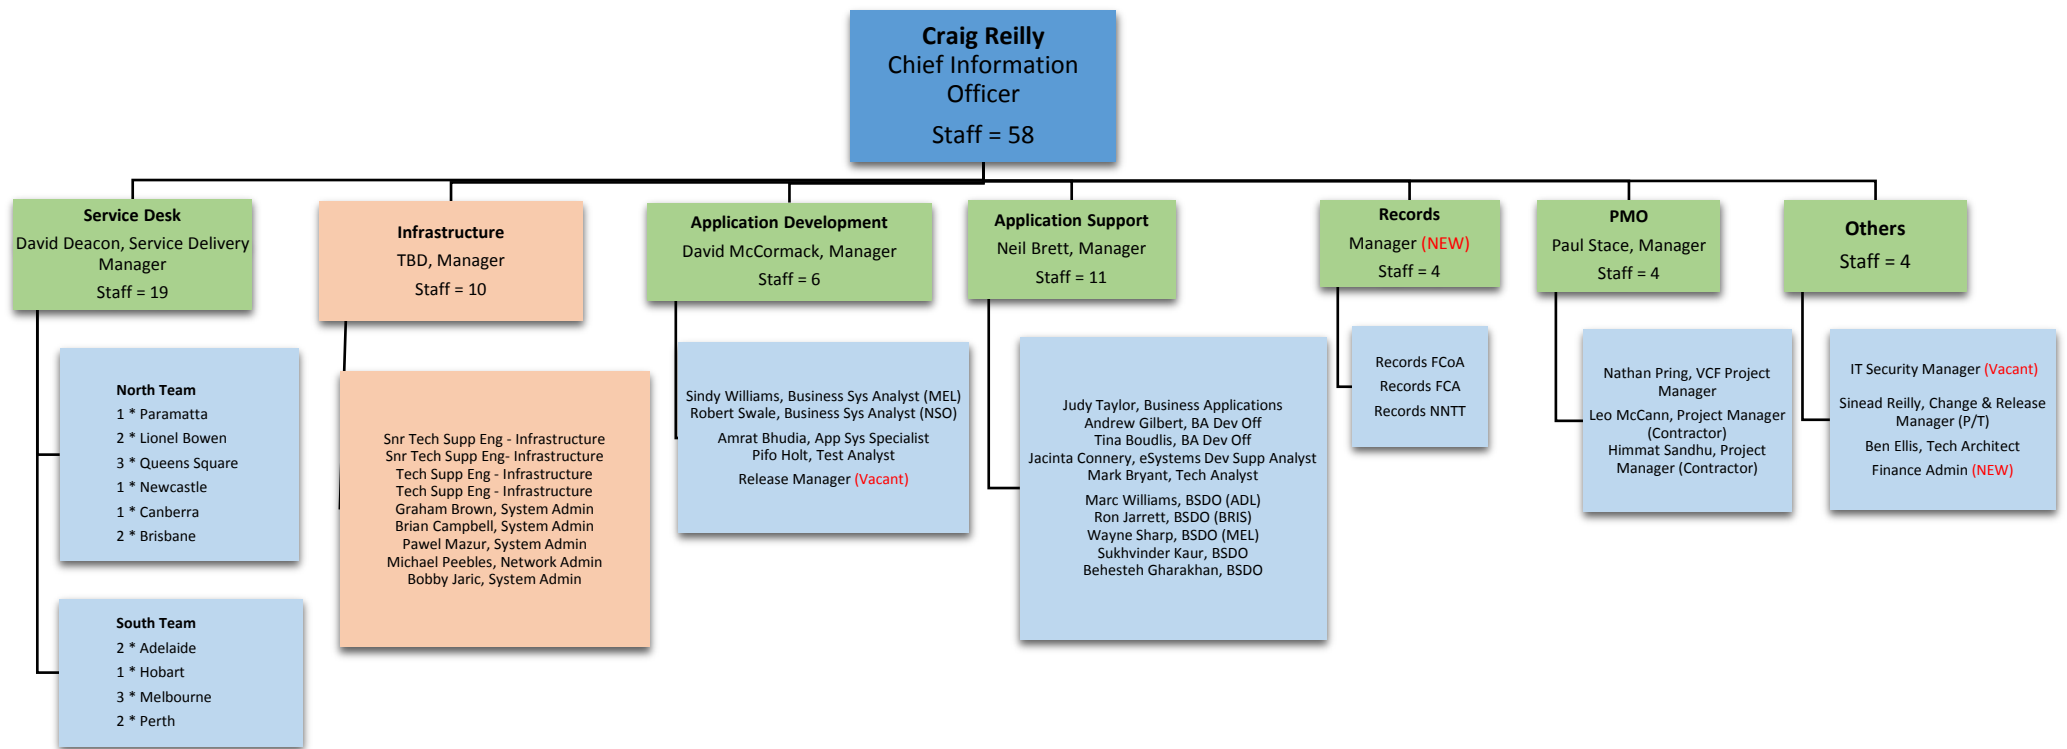 Craig Reilly
Chief Information
Officer
Staff = 58
Service Desk
David Deacon, Service Delivery
Manager
Staff = 19
North Team
1 * Paramatta
2 * Lionel Bowen
3 * Queens Square
1 * Newcastle
1 * Canberra
2 * Brisbane
South Team
2 * Adelaide
1 * Hobart
3 * Melbourne
2 * Perth
Infrastructure
TBD, Manager
Staff = 10
Snr Tech Supp Eng - Infrastructure
Snr Tech Supp Eng- Infrastructure
Tech Supp Eng - Infrastructure
Tech Supp Eng - Infrastructure
Graham Brown, System Admin
Brian Campbell, System Admin
Pawel Mazur, System Admin
Michael Peebles, Network Admin
Bobby Jaric, System Admin
Application Development
David McCormack, Manager
Staff = 6
Sindy Williams, Business Sys Analyst (MEL)
Robert Swale, Business Sys Analyst (NSO)
Amrat Bhudia, App Sys Specialist
Pifo Holt, Test Analyst
Release Manager (Vacant)
Application Support
Neil Brett, Manager
Staff = 11
Judy Taylor, Business Applications
Andrew Gilbert, BA Dev Off
Tina Boudlis, BA Dev Off
Jacinta Connery, eSystems Dev Supp Analyst
Mark Bryant, Tech Analyst
Marc Williams, BSDO (ADL)
Ron Jarrett, BSDO (BRIS)
Wayne Sharp, BSDO (MEL)
Sukhvinder Kaur, BSDO
Behesteh Gharakhan, BSDO
Records
Manager (NEW)
Staff = 4
Records FCoA
Records FCA
Records NNTT
PMO
Paul Stace, Manager
Staff = 4
Nathan Pring, VCF Project
Manager
Leo McCann, Project Manager
(Contractor)
Himmat Sandhu, Project
Manager (Contractor)
Others
Staff = 4
IT Security Manager (Vacant)
Sinead Reilly, Change & Release
Manager (P/T)
Ben Ellis, Tech Architect
Finance Admin (NEW)